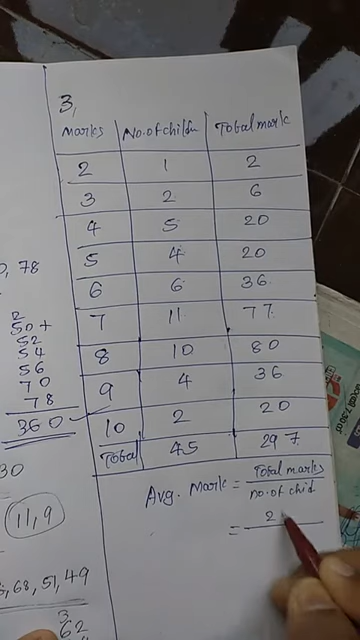 3,
marks No. of childn Total mark
2 1 2
3 2 6
4 5 20
5 4 20
6 6 36
7 11 77
8 10 80
9 4 36
10 2 20
Total 45 297
Avg. Mark = Total marks
no. of child
= 2
0, 78
2
50 +
52
54
56
70
78
360
30
11,9
68, 51, 49
3
62